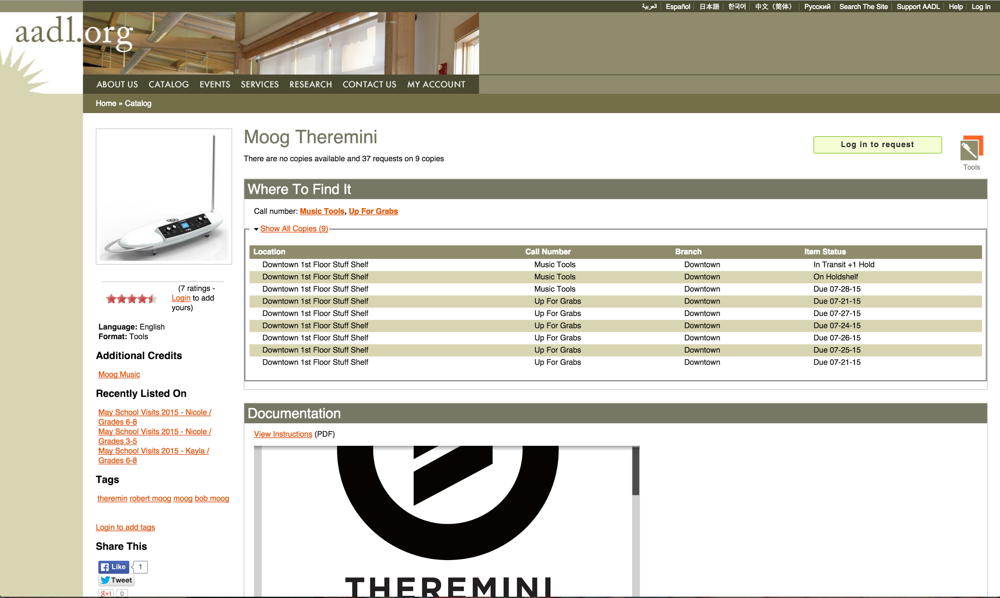 العربية Español 日本語 한국어 中文（简体） Русский Search The Site Support AADL Help Log In
aadl.org
ABOUT US CATALOG EVENTS SERVICES RESEARCH CONTACT US MY ACCOUNT
Home » Catalog
Moog Theremini
Log in to request
Tools
There are no copies available and 37 requests on 9 copies
Where To Find It
Call number: Music Tools, Up For Grabs
Show All Copies (9)
Location Call Number Branch Item Status
Downtown 1st Floor Stuff Shelf Music Tools Downtown In Transit +1 Hold
Downtown 1st Floor Stuff Shelf Music Tools Downtown On Holdshelf
Downtown 1st Floor Stuff Shelf Music Tools Downtown Due 07-28-15
Downtown 1st Floor Stuff Shelf Up For Grabs Downtown Due 07-21-15
Downtown 1st Floor Stuff Shelf Up For Grabs Downtown Due 07-27-15
Downtown 1st Floor Stuff Shelf Up For Grabs Downtown Due 07-24-15
Downtown 1st Floor Stuff Shelf Up For Grabs Downtown Due 07-26-15
Downtown 1st Floor Stuff Shelf Up For Grabs Downtown Due 07-25-15
Downtown 1st Floor Stuff Shelf Up For Grabs Downtown Due 07-21-15
(7 ratings -
Login to add
yours)
Language: English
Format: Tools
Additional Credits
Moog Music
Recently Listed On
May School Visits 2015 - Nicole /
Grades 6-8
May School Visits 2015 - Nicole /
Grades 3-5
May School Visits 2015 - Kayla /
Grades 6-8
Tags
theremin robert moog moog bob moog
Login to add tags
Share This
Like 1
Tweet
g+1 0
Documentation
View Instructions (PDF)
THEREMINI